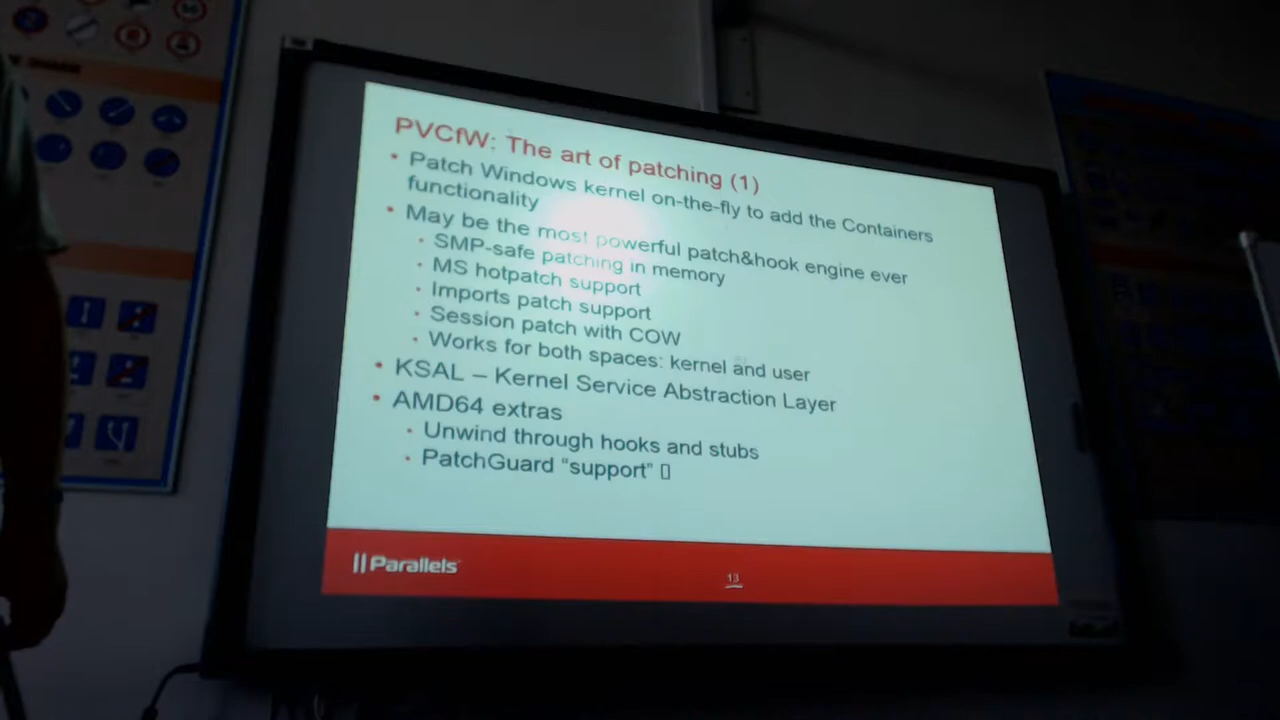 PVCfW: The art of patching (1)
• Patch Windows kernel on-the-fly to add the Containers
functionality
• May be the most powerful patch&hook engine ever
• SMP-safe patching in memory
• MS hotpatch support
• Imports patch support
• Session patch with COW
• Works for both spaces: kernel and user
• KSAL – Kernel Service Abstraction Layer
• AMD64 extras
• Unwind through hooks and stubs
• PatchGuard “support” ▯
|| Parallels
13